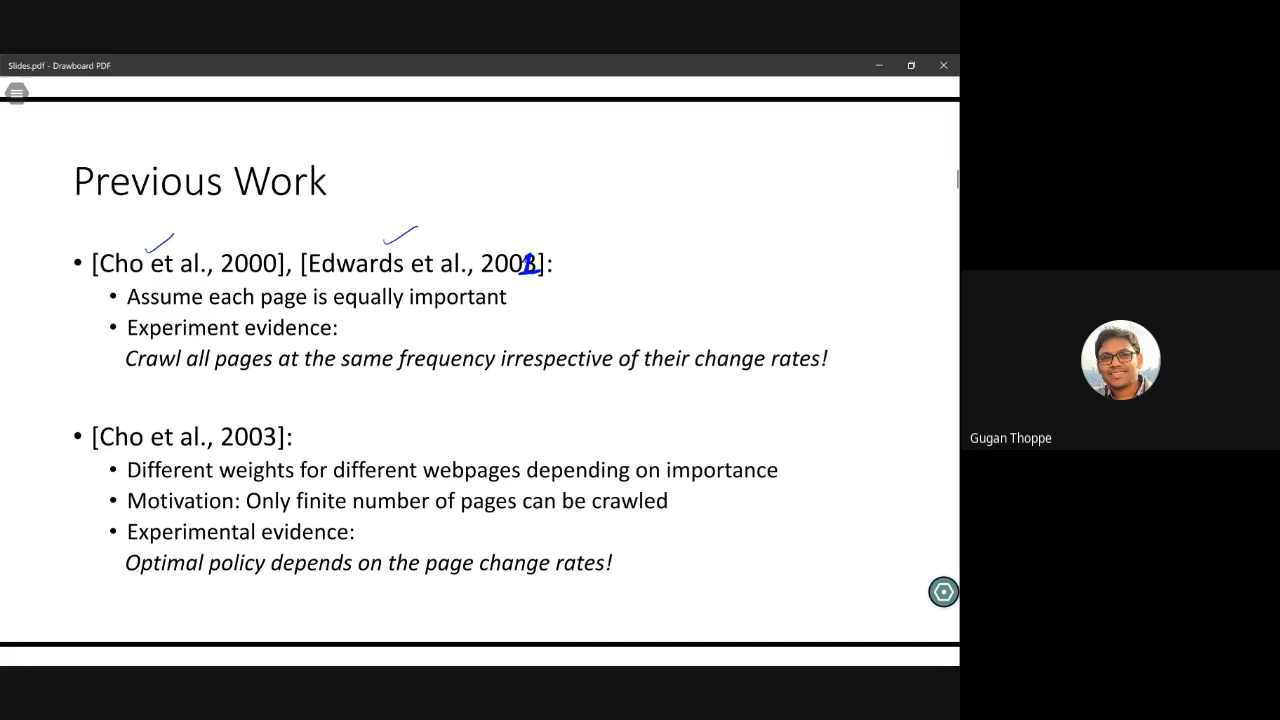 Slides.pdf - Drawboard PDF
Previous Work
• [Cho et al., 2000], [Edwards et al., 2001]:
• Assume each page is equally important
• Experiment evidence:
Crawl all pages at the same frequency irrespective of their change rates!
• [Cho et al., 2003]:
• Different weights for different webpages depending on importance
• Motivation: Only finite number of pages can be crawled
• Experimental evidence:
Optimal policy depends on the page change rates!
Gugan Thoppe